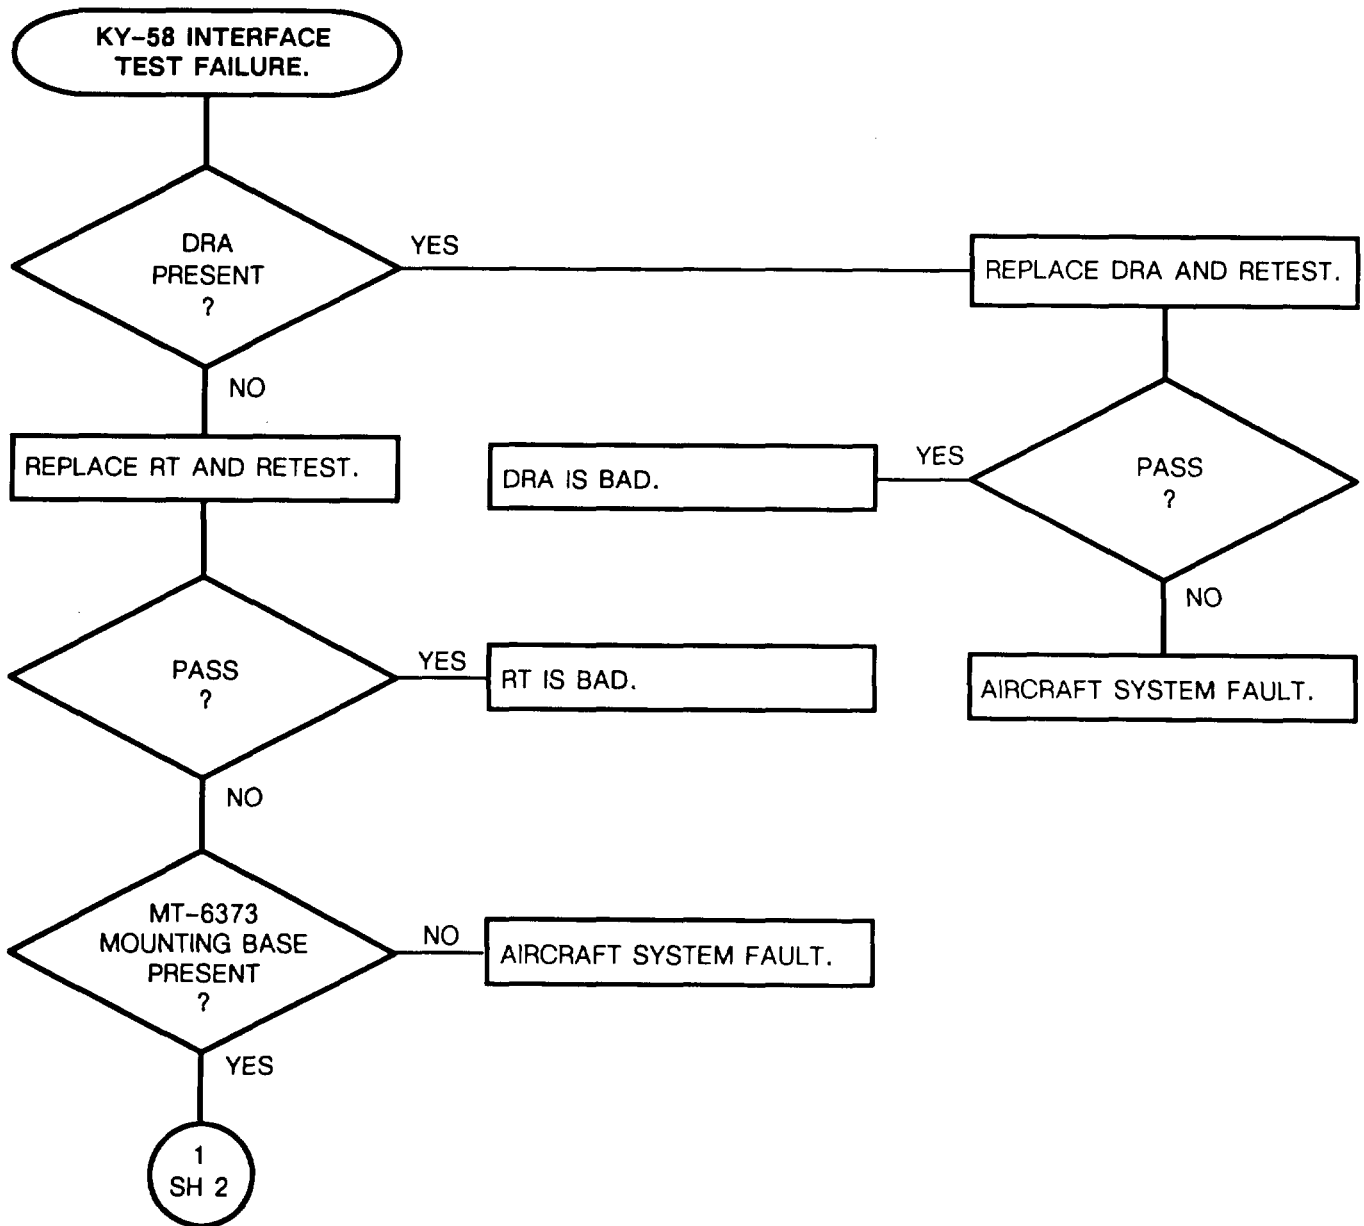 KY-58 INTERFACE
TEST FAILURE.
DRA
PRESENT
?
YES
REPLACE DRA AND RETEST.
NO
REPLACE RT AND RETEST.
DRA IS BAD.
YES
PASS
?
NO
AIRCRAFT SYSTEM FAULT.
PASS
?
YES
RT IS BAD.
NO
MT-6373
MOUNTING BASE
PRESENT
?
NO
AIRCRAFT SYSTEM FAULT.
YES
1
SH 2